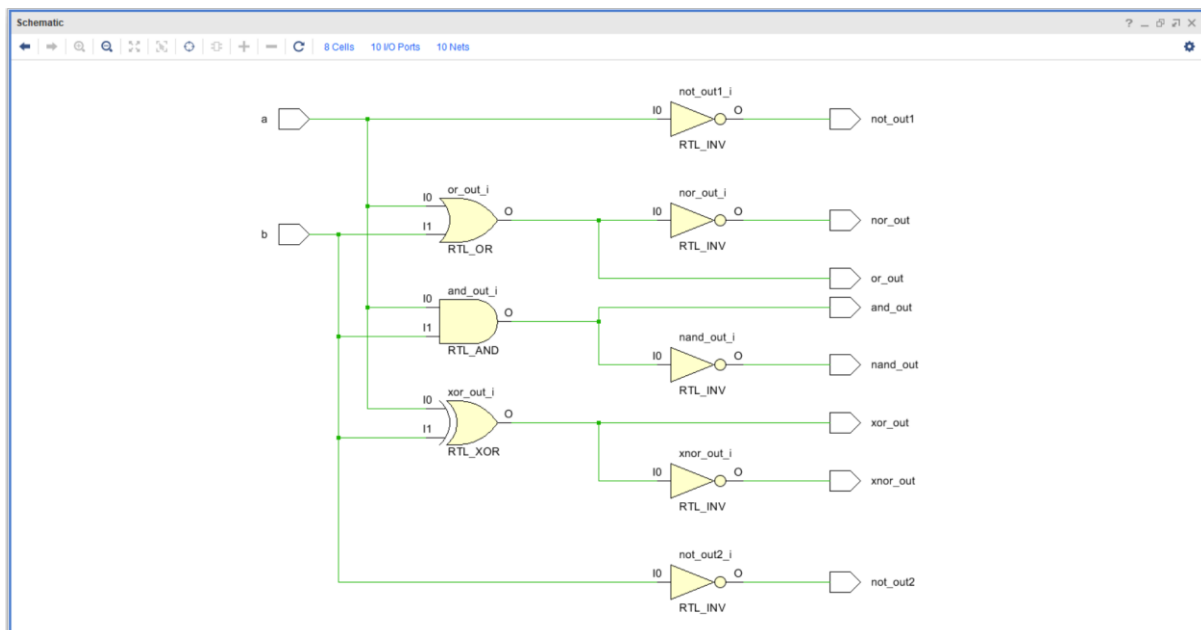 Schematic
8 Cells 10 I/O Ports 10 Nets
not_out1_i
a
I0
O
not_out1
RTL_INV
or_out_i
nor_out_i
I0
O
I0
O
nor_out
b
I1
RTL_OR
RTL_INV
or_out
and_out_i
I0
O
and_out
I1
nand_out_i
RTL_AND
I0
O
nand_out
RTL_INV
xor_out_i
I0
O
xor_out
I1
RTL_XOR
xnor_out_i
I0
O
xnor_out
RTL_INV
not_out2_i
I0
O
not_out2
RTL_INV